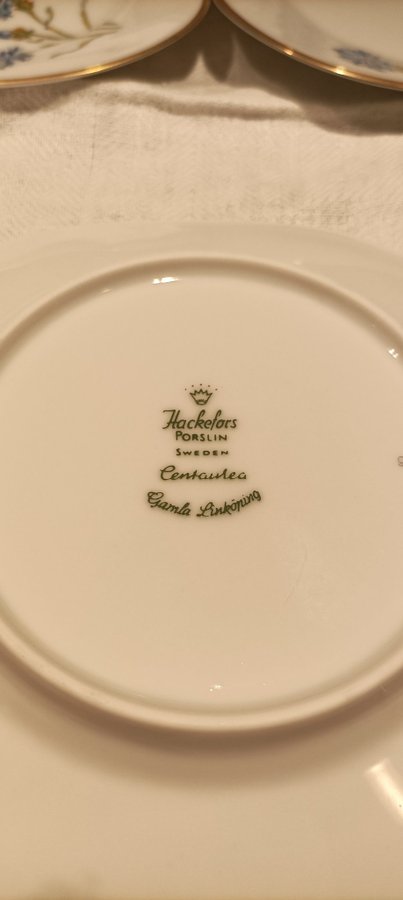 Hackefors
PORSLIN
SWEDEN
Centaurea
Gamla Linköping